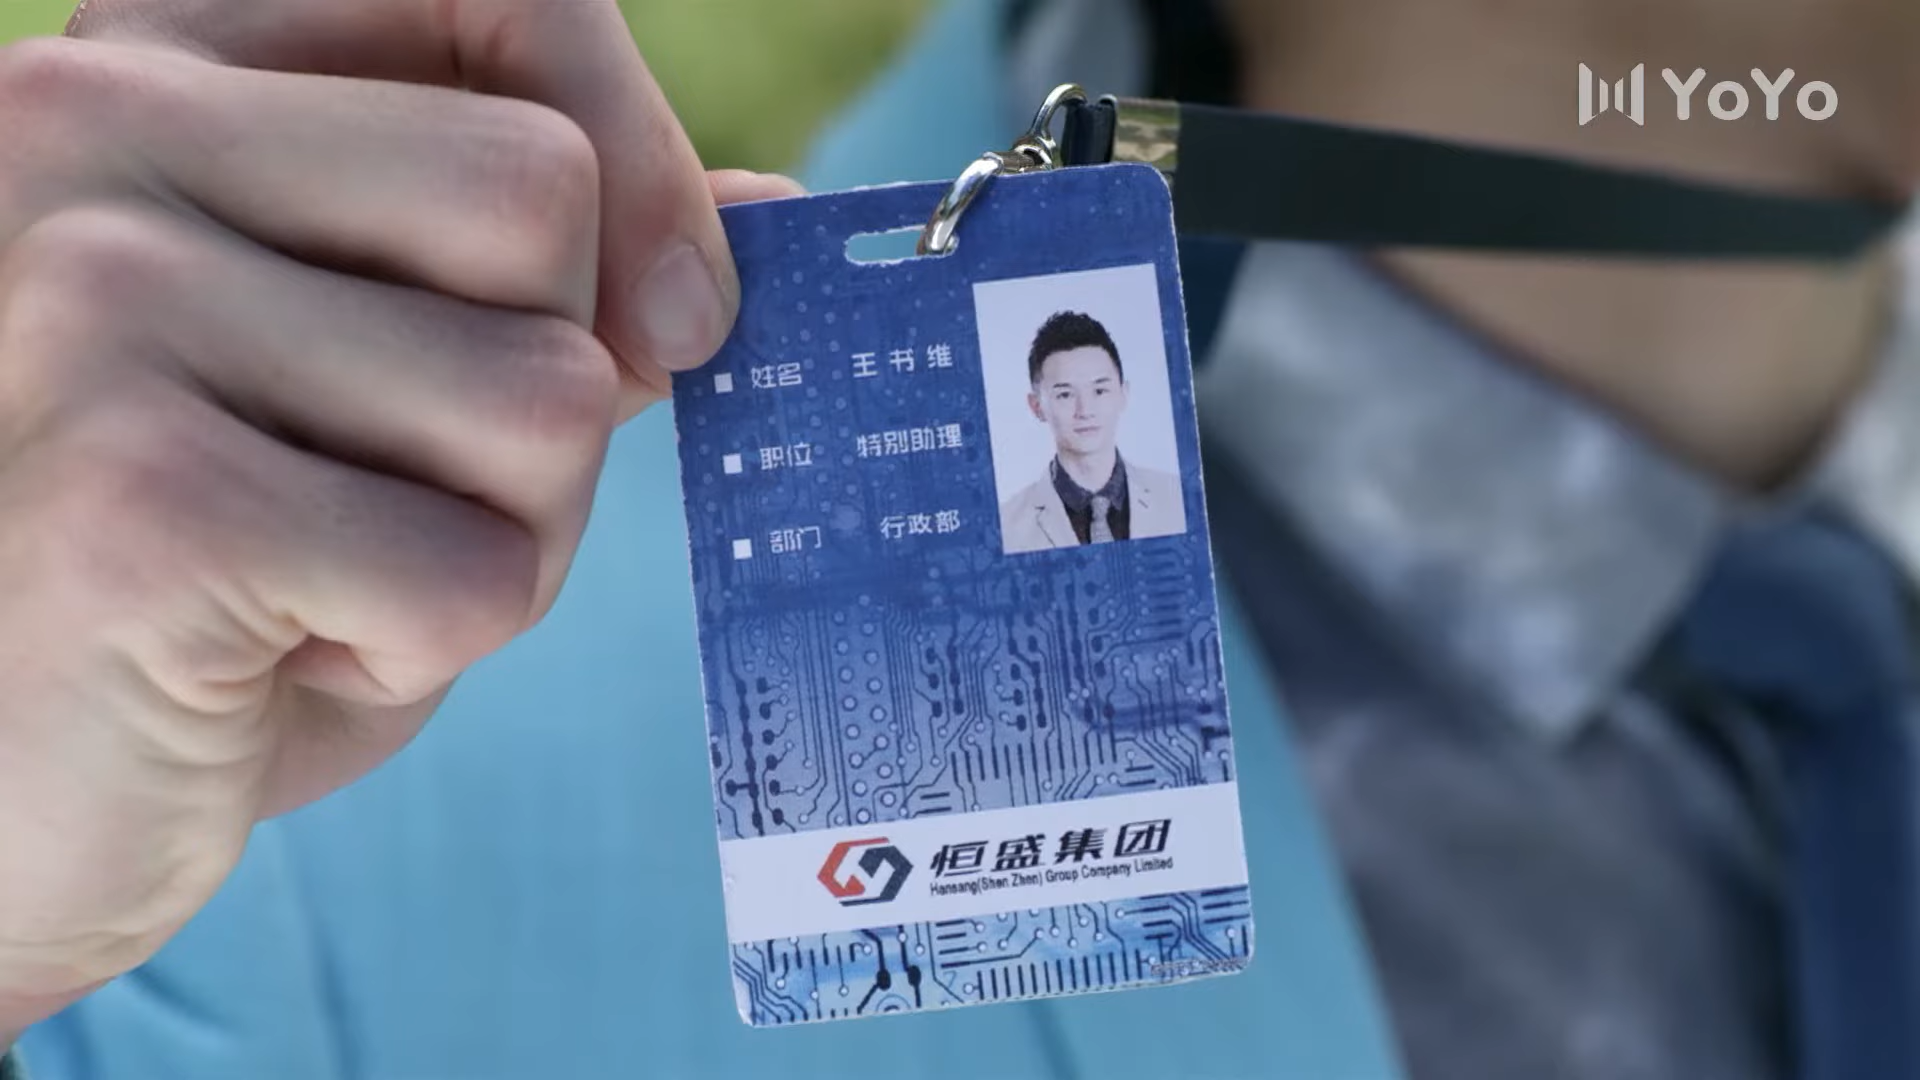 YoYo
姓名 王书维
职位 特别助理
部门 行政部
恒盛集团
Hansang(Shen Zhen) Group Company Limited